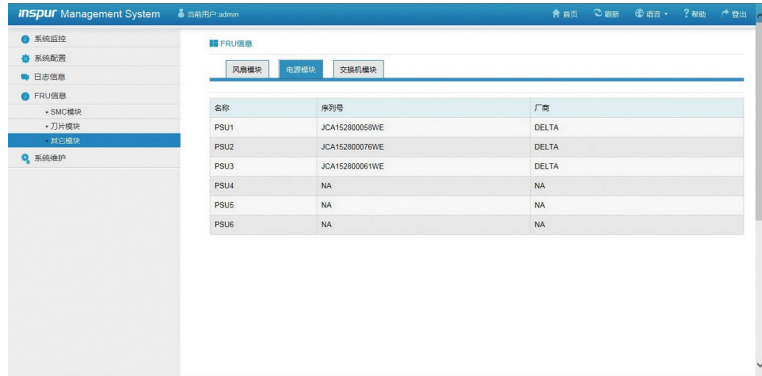 inspur Management System 当前用户:admin 首页 刷新 语言 帮助 登出
系统监控
系统配置
日志信息
FRU信息
SMC模块
刀片模块
其它模块
系统维护
FRU信息
风扇模块 电源模块 交换机模块
名称 序列号 厂商
PSU1 JCA152800058WE DELTA
PSU2 JCA152800076WE DELTA
PSU3 JCA152800061WE DELTA
PSU4 NA NA
PSU5 NA NA
PSU6 NA NA